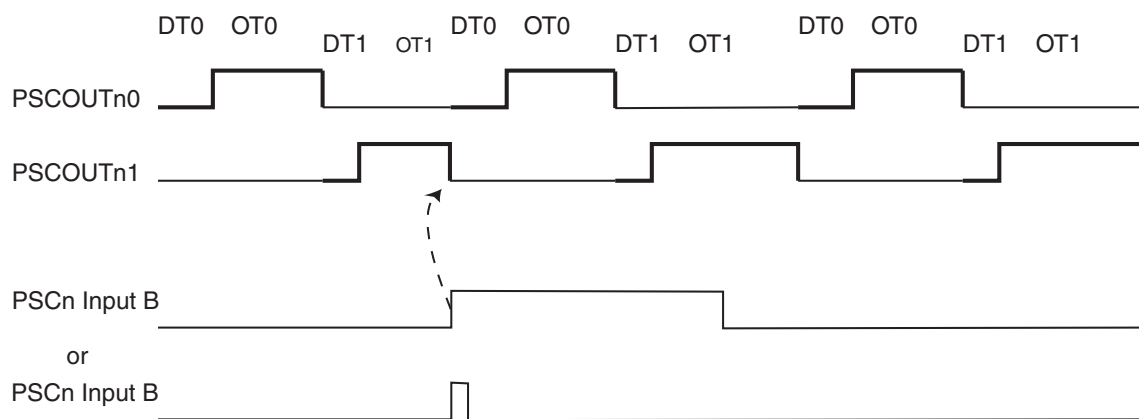 DT0 OT0 DT1 OT1 DT0 OT0 DT1 OT1 DT0 OT0 DT1 OT1
PSCOUTn0
PSCOUTn1
PSCn Input B
or
PSCn Input B